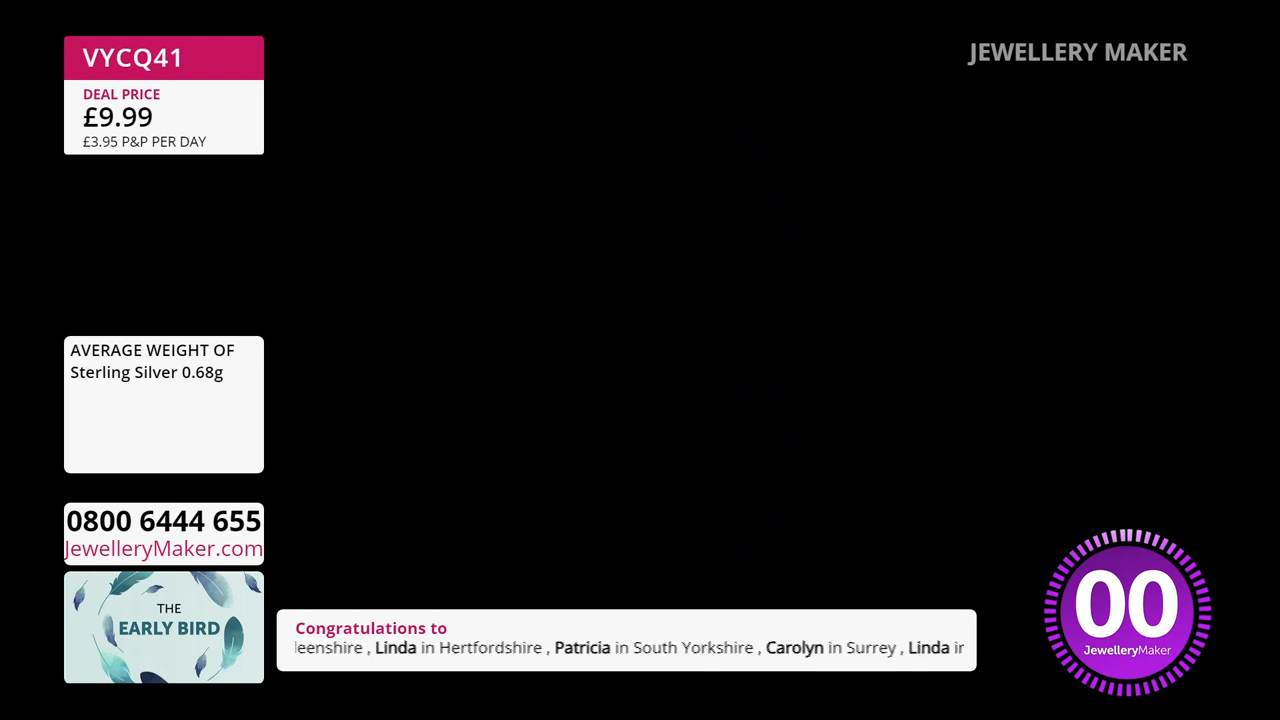 VYCQ41
DEAL PRICE
£9.99
£3.95 P&P PER DAY
JEWELLERY MAKER
AVERAGE WEIGHT OF
Sterling Silver 0.68g
0800 6444 655
JewelleryMaker.com
THE
EARLY BIRD
Congratulations to
leenshire , Linda in Hertfordshire , Patricia in South Yorkshire , Carolyn in Surrey , Linda in
00
JewelleryMaker